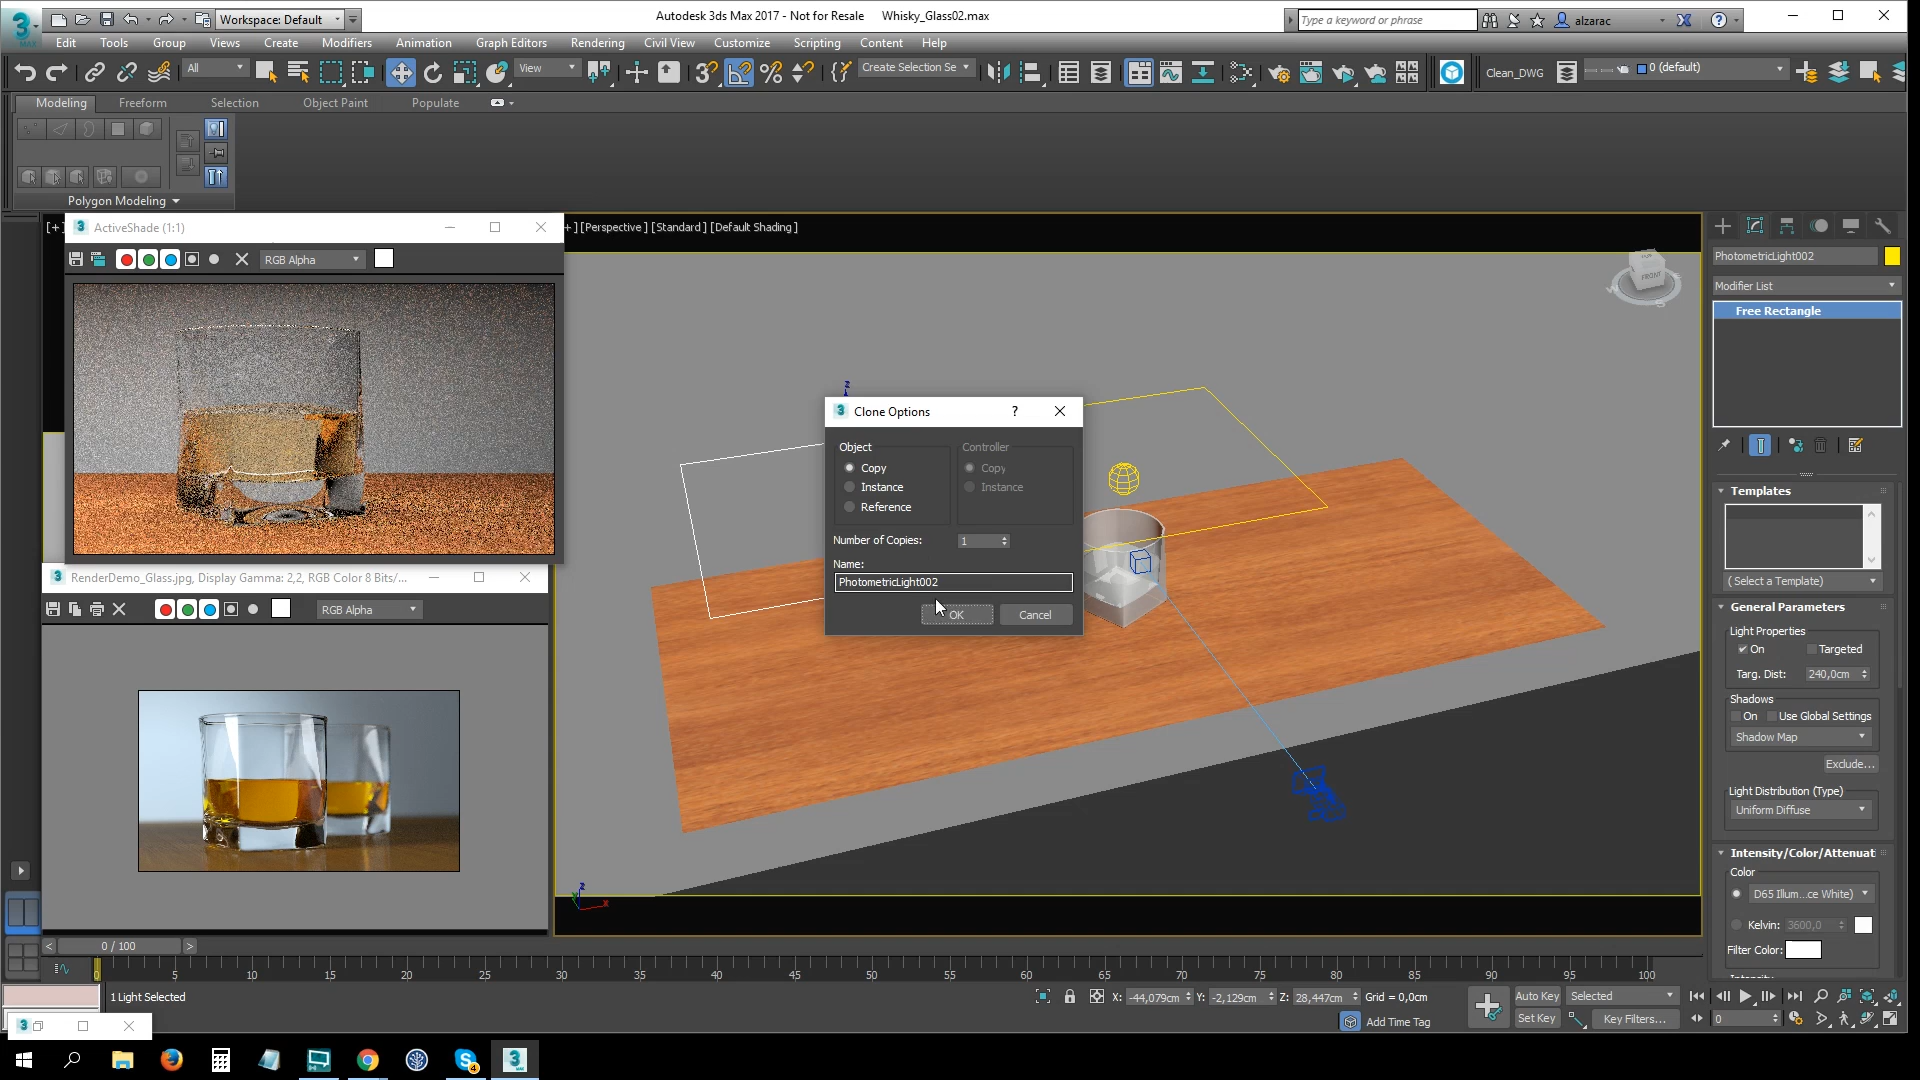 Workspace: Default
Autodesk 3ds Max 2017 - Not for Resale    Whisky_Glass02.max
Type a keyword or phrase
alzarac
3
MAX
Edit Tools Group Views Create Modifiers Animation Graph Editors Rendering Civil View Customize Scripting Content Help
All
View
Create Selection Se
Clean_DWG
0 (default)
Modeling Freeform Selection Object Paint Populate
Polygon Modeling
[+]
ActiveShade (1:1)
RGB Alpha
+] [Perspective ] [Standard ] [Default Shading ]
FRONT
PhotometricLight002
Modifier List
Free Rectangle
Clone Options
?
Object
Copy
Instance
Reference
Controller
Copy
Instance
Number of Copies: 1
Name:
PhotometricLight002
OK Cancel
RenderDemo_Glass.jpg, Display Gamma: 2,2, RGB Color 8 Bits/...
RGB Alpha
Templates
( Select a Template)
General Parameters
Light Properties
On Targeted
Targ. Dist: 240,0cm
Shadows
On Use Global Settings
Shadow Map
Exclude...
Light Distribution (Type)
Uniform Diffuse
Intensity/Color/Attenuat
Color
D65 Illum...ce White)
Kelvin: 3600,0
Filter Color:
z
z
x
< 0 / 100 >
0 5 10 15 20 25 30 35 40 45 50 55 60 65 70 75 80 85 90 95 100
1 Light Selected
X: -44,079cm Y: -2,129cm Z: 28,447cm Grid = 0,0cm
Auto Key Selected
Add Time Tag
Set Key Key Filters...
0
4